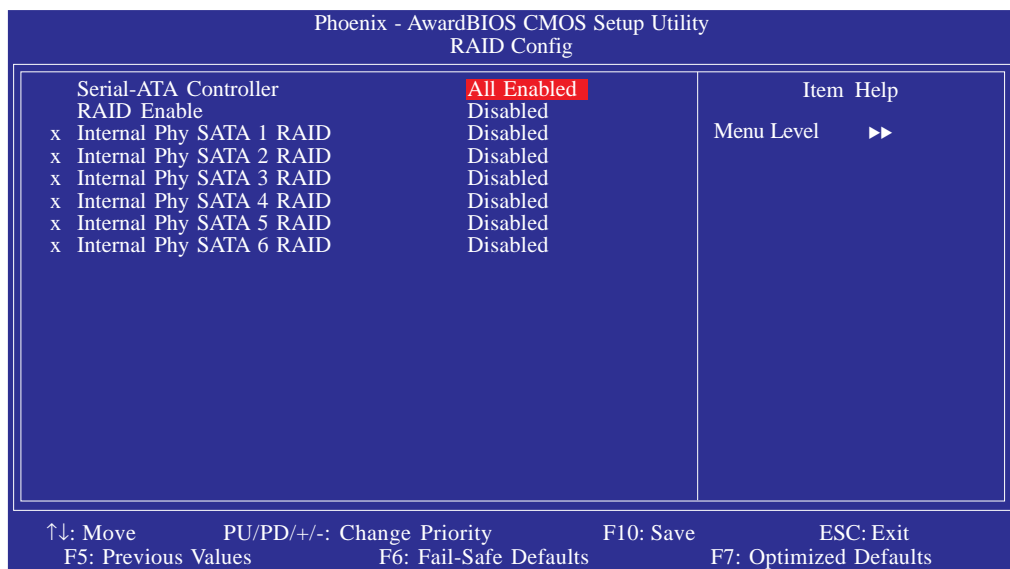 Phoenix - AwardBIOS CMOS Setup Utility
RAID Config
Serial-ATA Controller All Enabled
RAID Enable Disabled
x Internal Phy SATA 1 RAID Disabled
x Internal Phy SATA 2 RAID Disabled
x Internal Phy SATA 3 RAID Disabled
x Internal Phy SATA 4 RAID Disabled
x Internal Phy SATA 5 RAID Disabled
x Internal Phy SATA 6 RAID Disabled
Item Help
Menu Level ▶▶
↑↓: Move PU/PD/+/-: Change Priority F10: Save ESC: Exit
F5: Previous Values F6: Fail-Safe Defaults F7: Optimized Defaults